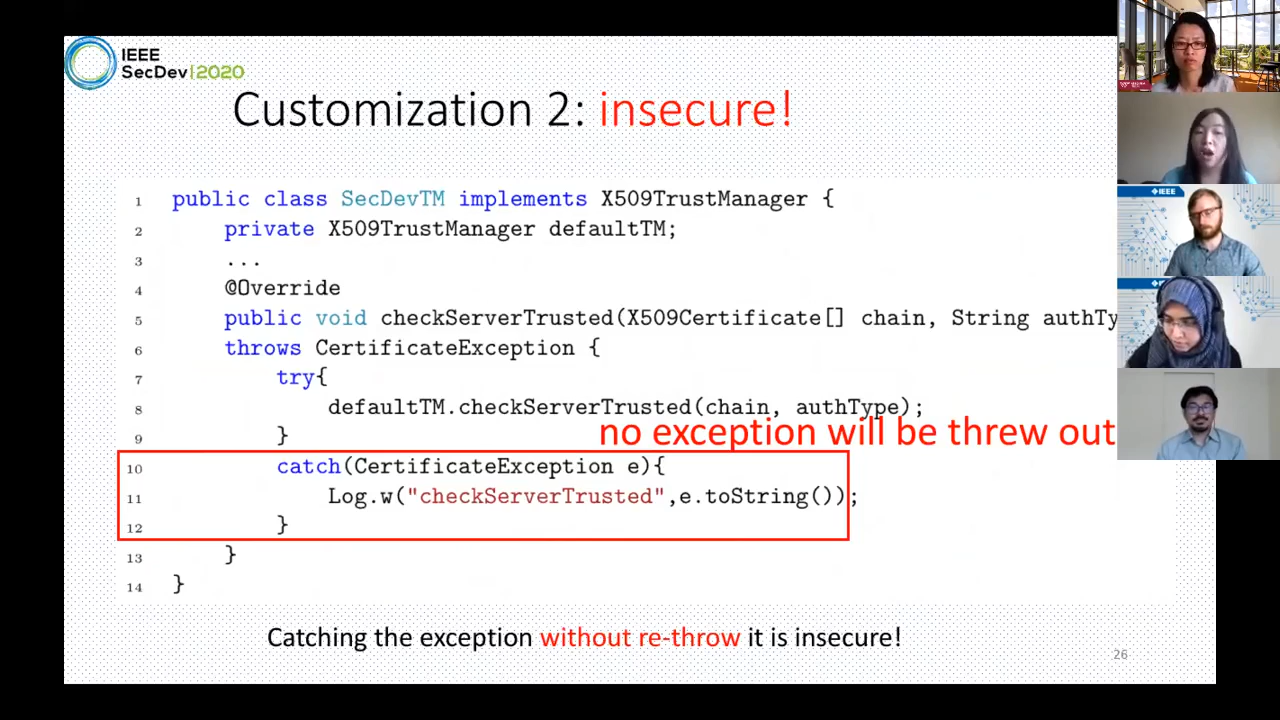 IEEE
SecDev|2020
Customization 2: insecure!
1 public class SecDevTM implements X509TrustManager {
2 private X509TrustManager defaultTM;
3 ...
4 @Override
5 public void checkServerTrusted(X509Certificate[] chain, String authTy
6 throws CertificateException {
7 try{
8 defaultTM.checkServerTrusted(chain, authType);
9 }
no exception will be threw out
10 catch(CertificateException e){
11 Log.w("checkServerTrusted",e.toString());
12 }
13 }
14 }
Catching the exception without re-throw it is insecure!
26
IEEE